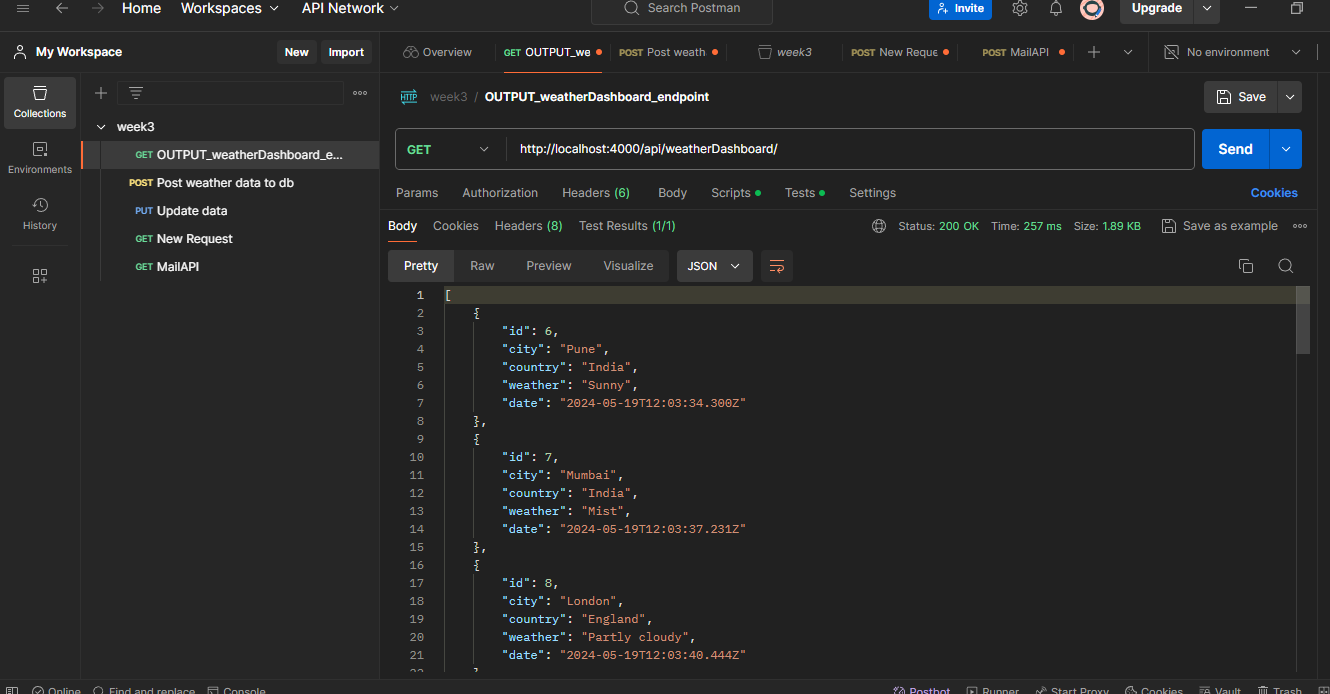 Home Workspaces API Network Search Postman Invite Upgrade
My Workspace New Import Overview GET OUTPUT_we POST Post weath week3 POST New Reque POST MailAPI No environment
Collections
Environments
History
week3
GET OUTPUT_weatherDashboard_e...
POST Post weather data to db
PUT Update data
GET New Request
GET MailAPI
HTTP week3 / OUTPUT_weatherDashboard_endpoint Save
GET http://localhost:4000/api/weatherDashboard/ Send
Params Authorization Headers (6) Body Scripts Tests Settings Cookies
Body Cookies Headers (8) Test Results (1/1) Status: 200 OK Time: 257 ms Size: 1.89 KB Save as example
Pretty Raw Preview Visualize JSON
1 [
2 {
3 "id": 6,
4 "city": "Pune",
5 "country": "India",
6 "weather": "Sunny",
7 "date": "2024-05-19T12:03:34.300Z"
8 },
9 {
10 "id": 7,
11 "city": "Mumbai",
12 "country": "India",
13 "weather": "Mist",
14 "date": "2024-05-19T12:03:37.231Z"
15 },
16 {
17 "id": 8,
18 "city": "London",
19 "country": "England",
20 "weather": "Partly cloudy",
21 "date": "2024-05-19T12:03:40.444Z"
Online Find and replace Console Postbot Runner Start Proxy Cookies Vault Trash